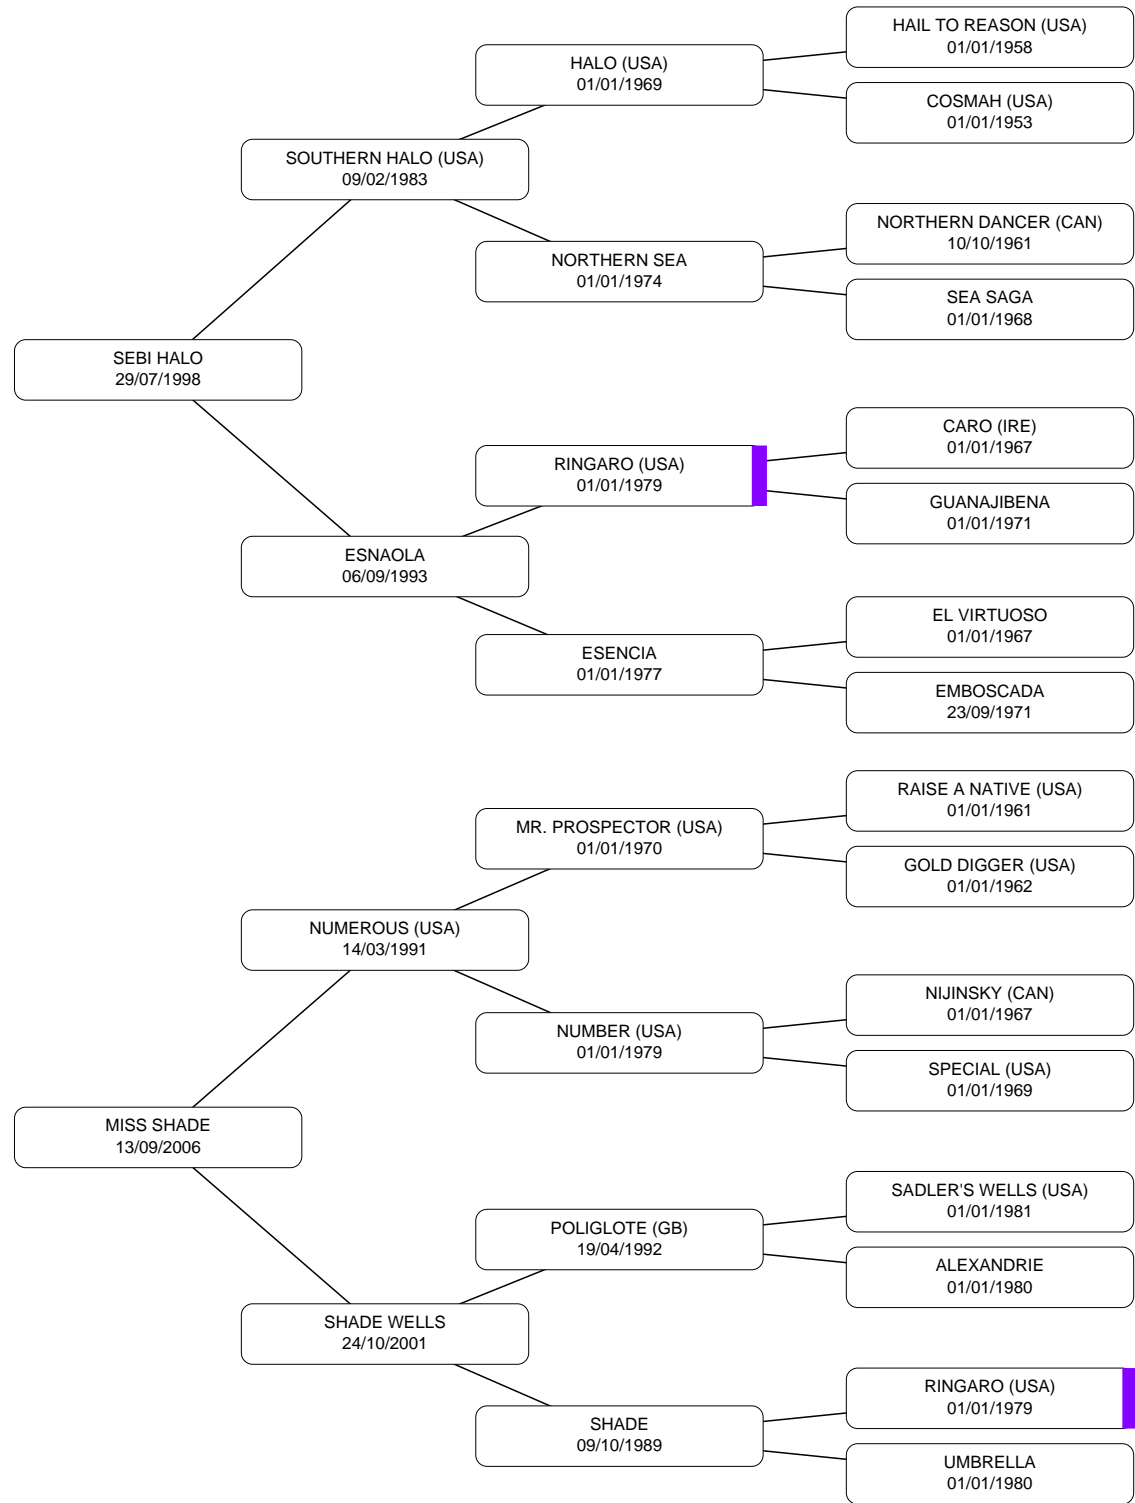 HAIL TO REASON (USA)
01/01/1958
HALO (USA)
01/01/1969
COSMAH (USA)
01/01/1953
SOUTHERN HALO (USA)
09/02/1983
NORTHERN DANCER (CAN)
10/10/1961
NORTHERN SEA
01/01/1974
SEA SAGA
01/01/1968
SEBI HALO
29/07/1998
CARO (IRE)
01/01/1967
RINGARO (USA)
01/01/1979
GUANAJIBENA
01/01/1971
ESNAOLA
06/09/1993
EL VIRTUOSO
01/01/1967
ESENCIA
01/01/1977
EMBOSCADA
23/09/1971
RAISE A NATIVE (USA)
01/01/1961
MR. PROSPECTOR (USA)
01/01/1970
GOLD DIGGER (USA)
01/01/1962
NUMEROUS (USA)
14/03/1991
NIJINSKY (CAN)
01/01/1967
NUMBER (USA)
01/01/1979
SPECIAL (USA)
01/01/1969
MISS SHADE
13/09/2006
SADLER'S WELLS (USA)
01/01/1981
POLIGLOTE (GB)
19/04/1992
ALEXANDRIE
01/01/1980
SHADE WELLS
24/10/2001
RINGARO (USA)
01/01/1979
SHADE
09/10/1989
UMBRELLA
01/01/1980